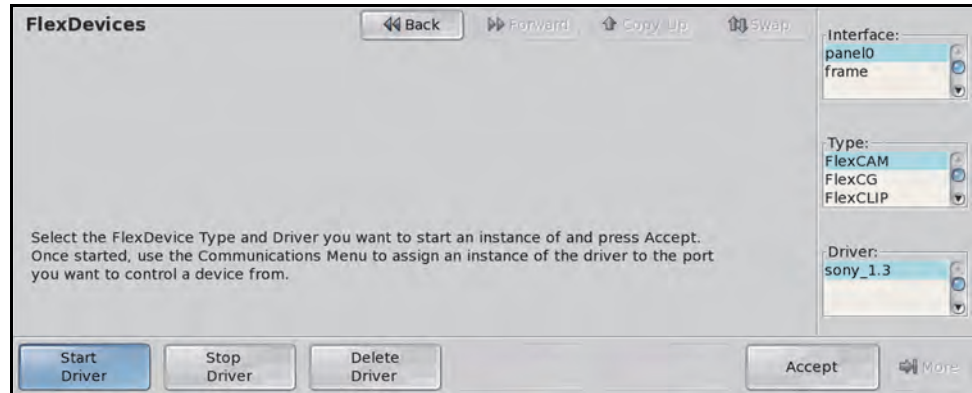 FlexDevices
Back
Forward
Copy Up
Swap
Interface:
panel0
frame
Type:
FlexCAM
FlexCG
FlexCLIP
Select the FlexDevice Type and Driver you want to start an instance of and press Accept.
Once started, use the Communications Menu to assign an instance of the driver to the port
you want to control a device from.
Driver:
sony_1.3
Start
Driver
Stop
Driver
Delete
Driver
Accept
More